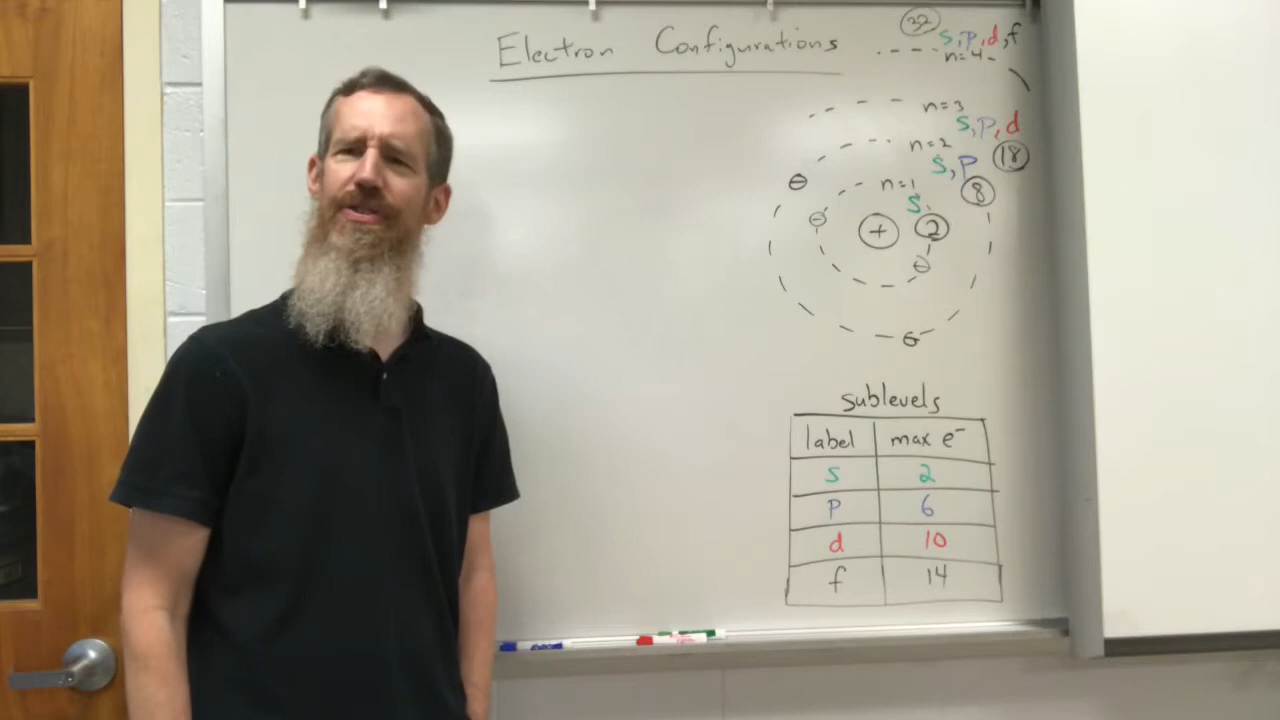 Electron Configurations
32
s,p,d,f
n=4
n=3
s,p,d
n=2
18
s,p
n=1
8
s
+ 2
sublevels
label max e⁻
s 2
p 6
d 10
f 14